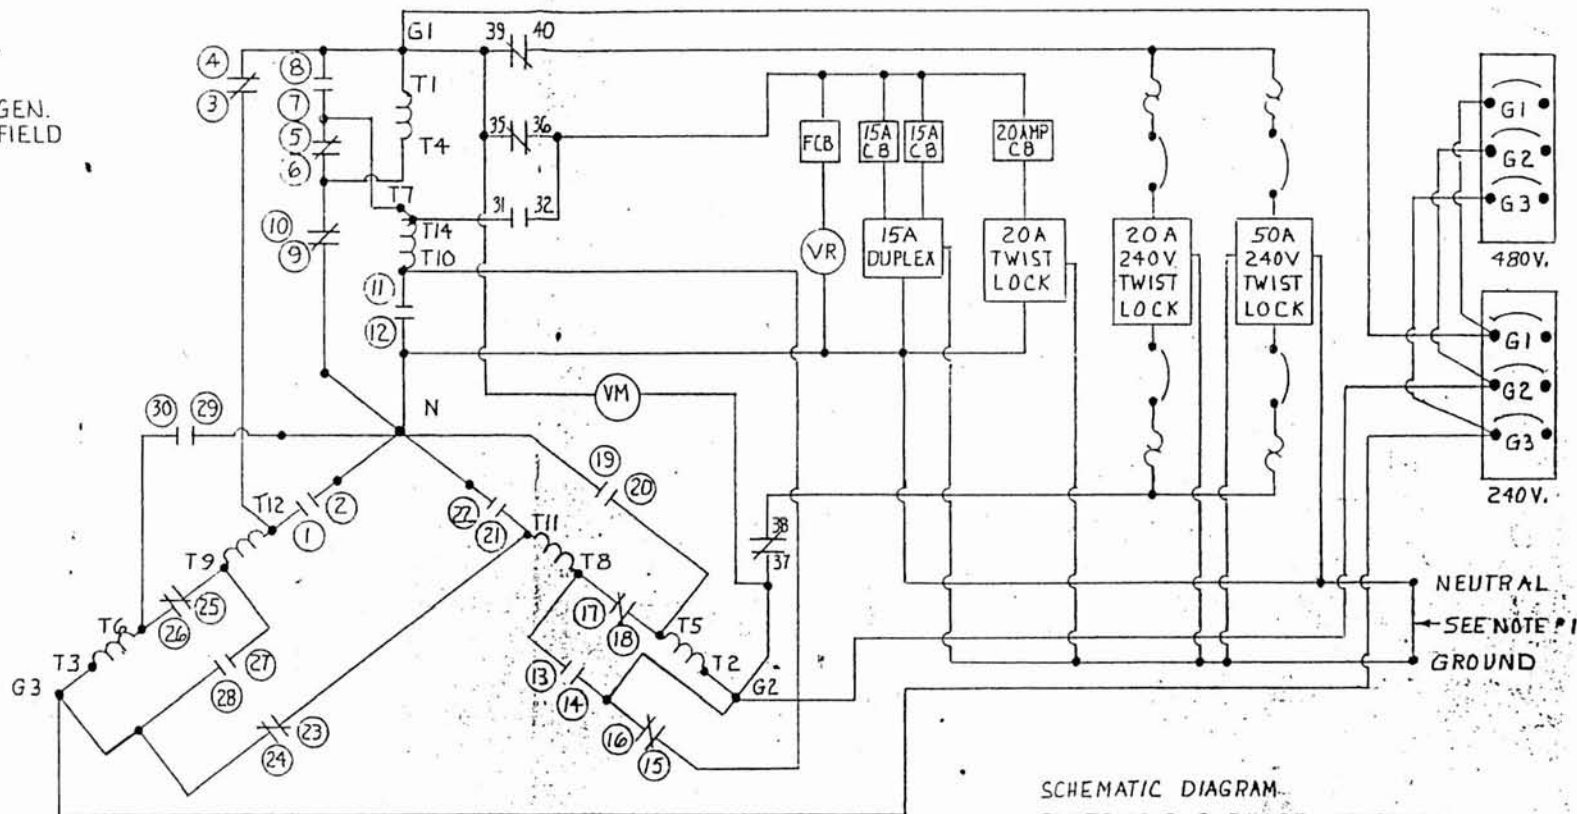 GEN.
FIELD
G1
39
40
4
3
8
7
5
6
10
9
T1
T4
T7
T14
T10
35
36
31
32
11
12
N
FCB
VR
15A
CB
15A
CB
15A
DUPLEX
20AMP
CB
20A
TWIST
LOCK
20A
240V.
TWIST
LOCK
50A
240V
TWIST
LOCK
G1
G2
G3
480V.
G1
G2
G3
240V.
VM
30
29
T12
2
1
T9
25
26
T6
T3
G3
27
28
24
23
22
21
T11
T8
19
20
17
18
T5
T2
G2
13
14
16
15
38
37
NEUTRAL
SEE NOTE #1
GROUND
SCHEMATIC DIAGRAM